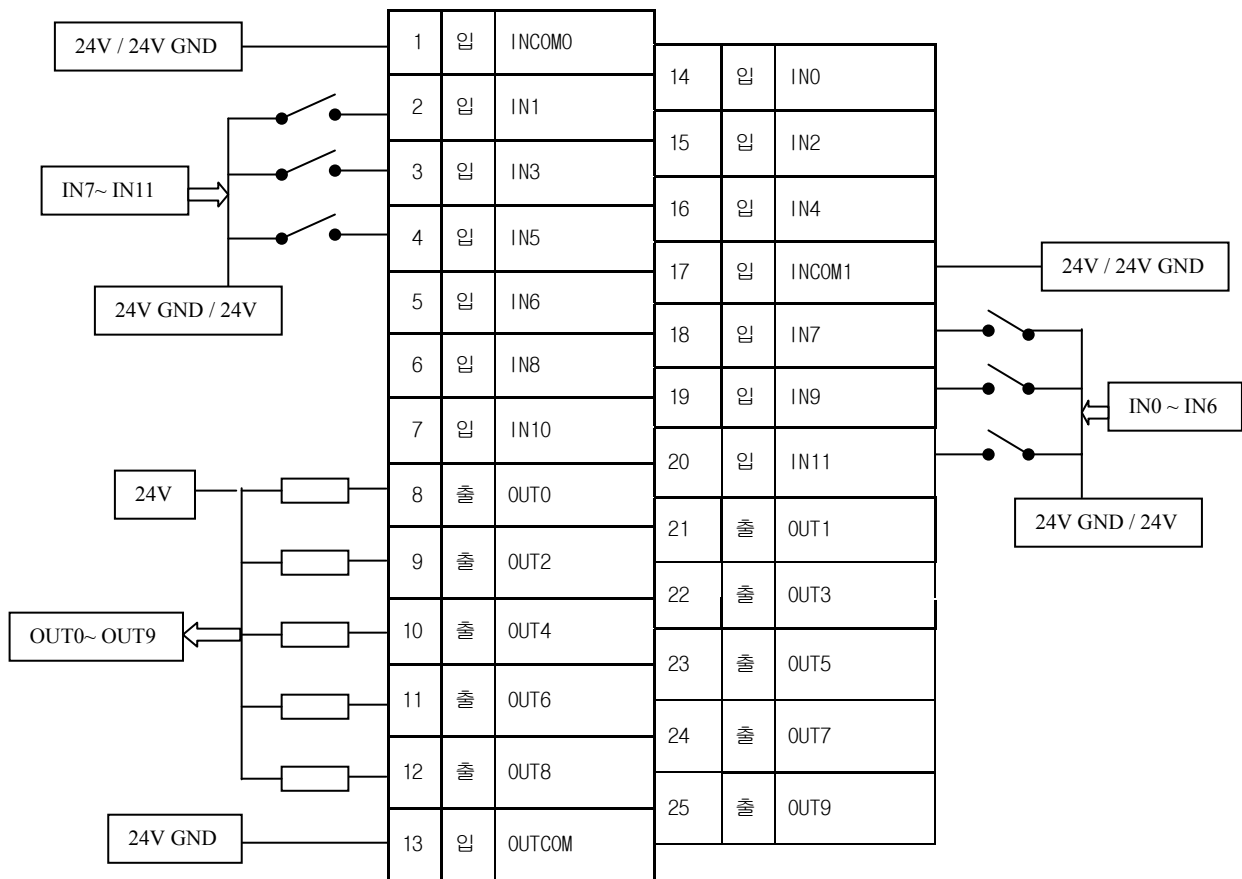 24V / 24V GND
IN7~ IN11
24V GND / 24V
24V
OUT0~ OUT9
24V GND
1 입 INCOM0
2 입 IN1
3 입 IN3
4 입 IN5
5 입 IN6
6 입 IN8
7 입 IN10
8 출 OUT0
9 출 OUT2
10 출 OUT4
11 출 OUT6
12 출 OUT8
13 입 OUTCOM
14 입 IN0
15 입 IN2
16 입 IN4
17 입 INCOM1
18 입 IN7
19 입 IN9
20 입 IN11
21 출 OUT1
22 출 OUT3
23 출 OUT5
24 출 OUT7
25 출 OUT9
24V / 24V GND
IN0 ~ IN6
24V GND / 24V